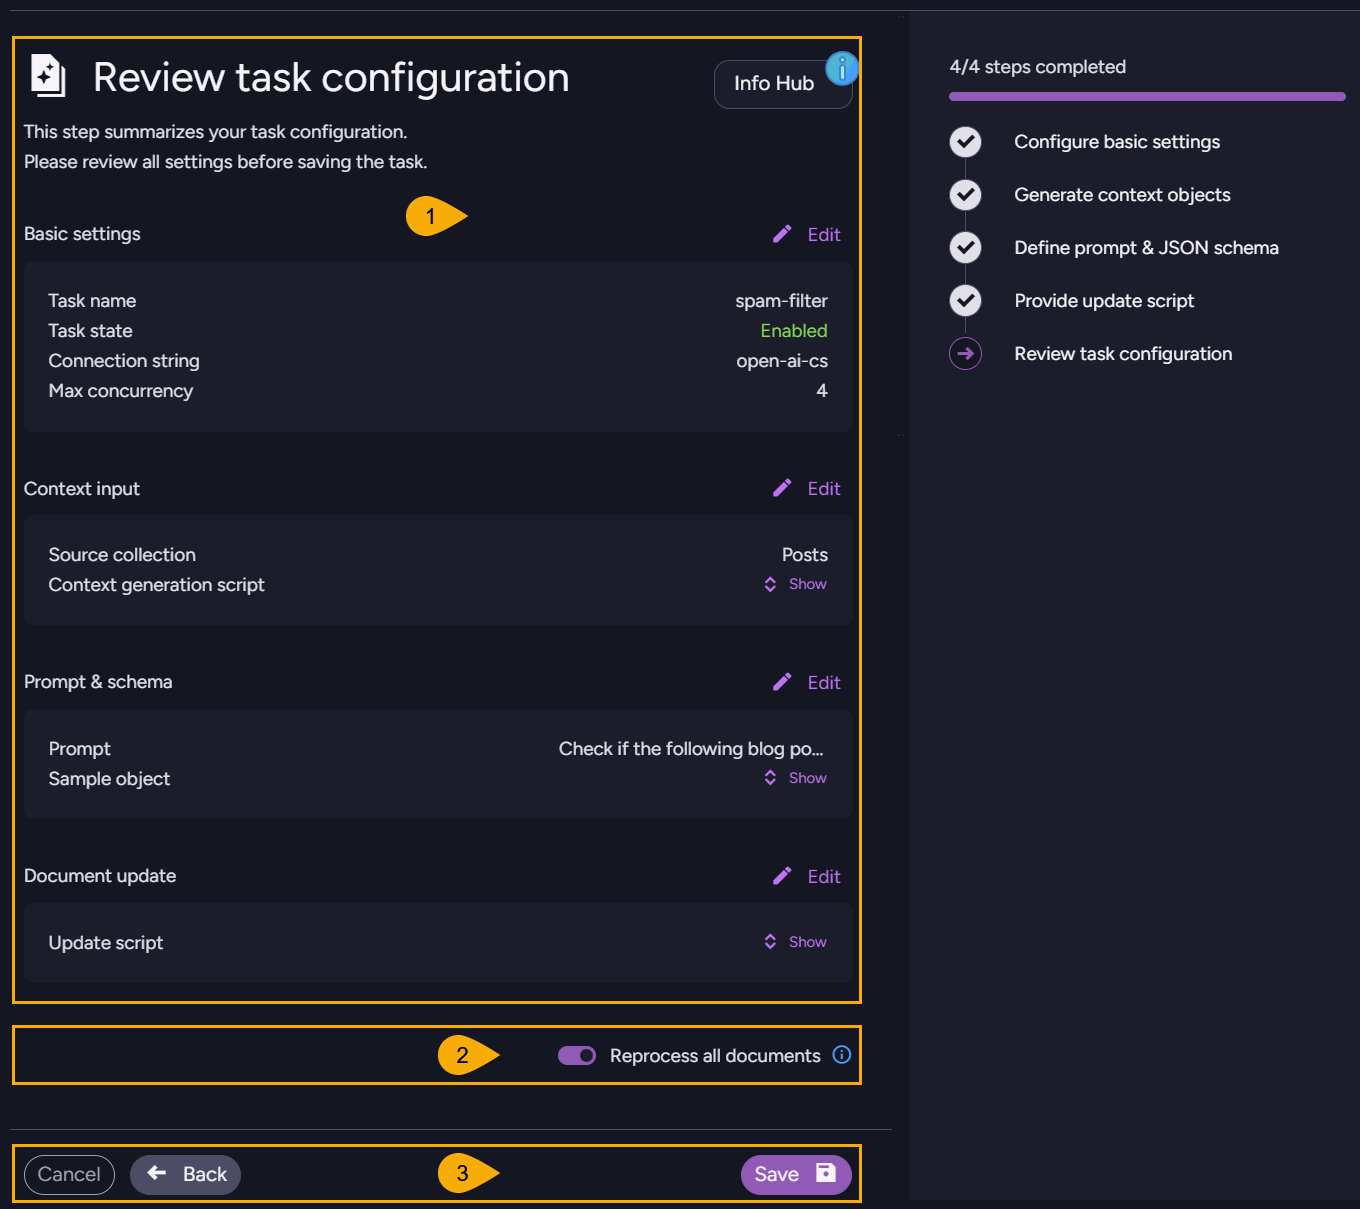 Review task configuration
Info Hub
This step summarizes your task configuration.
Please review all settings before saving the task.
1
Basic settings
Edit
Task name spam-filter
Task state Enabled
Connection string open-ai-cs
Max concurrency 4
Context input
Edit
Source collection Posts
Context generation script Show
Prompt & schema
Edit
Prompt Check if the following blog po...
Sample object Show
Document update
Edit
Update script Show
2
Reprocess all documents
Cancel
Back
3
Save
4/4 steps completed
Configure basic settings
Generate context objects
Define prompt & JSON schema
Provide update script
Review task configuration